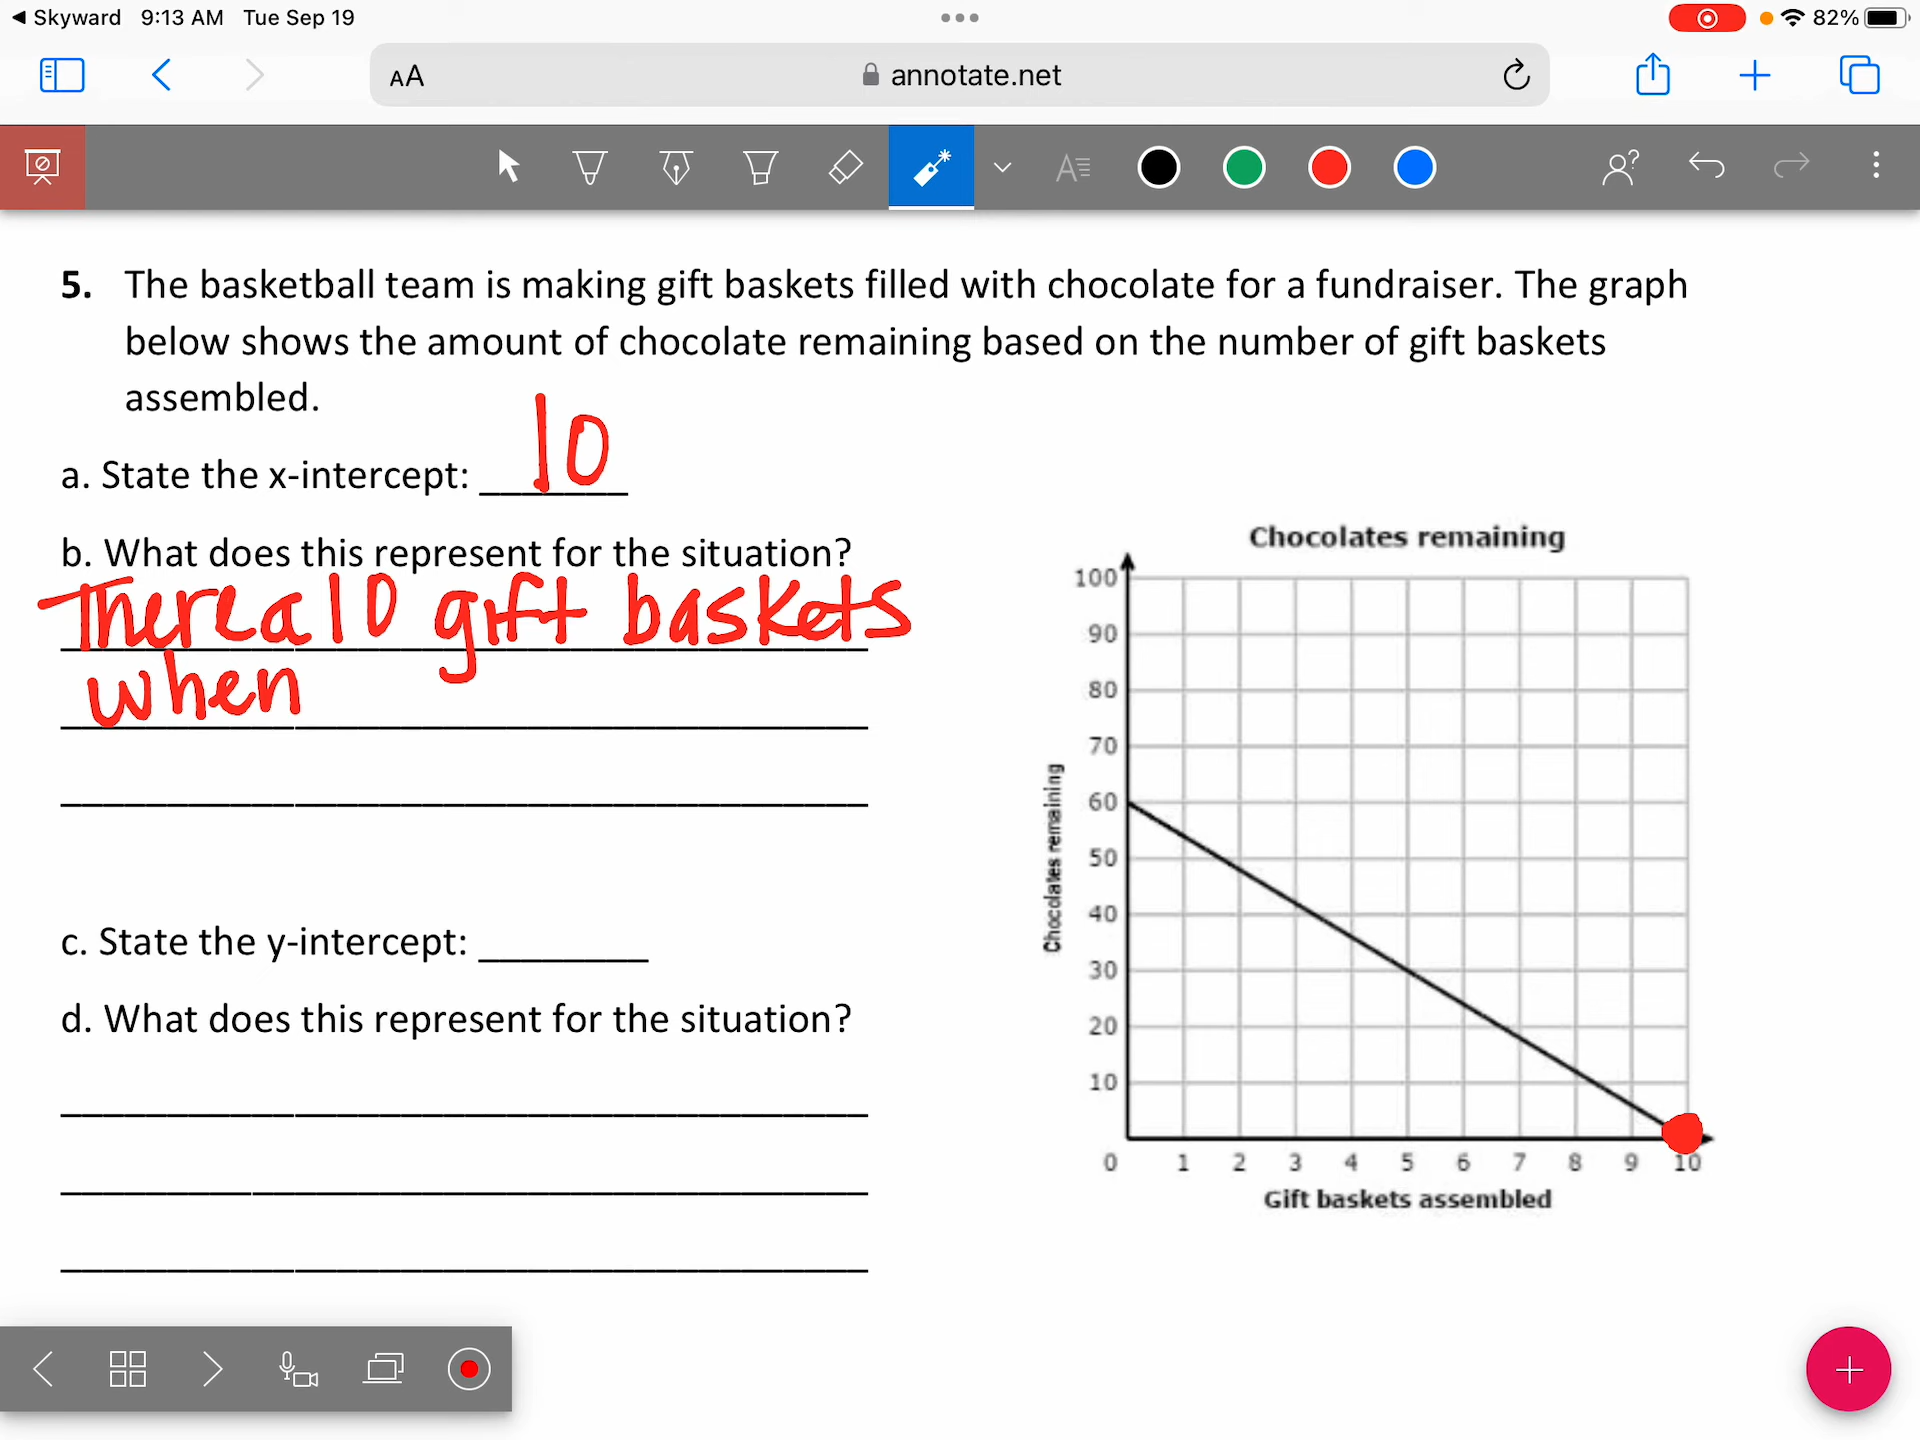 ◀ Skyward 9:13 AM Tue Sep 19
82%
AA annotate.net
5. The basketball team is making gift baskets filled with chocolate for a fundraiser. The graph
below shows the amount of chocolate remaining based on the number of gift baskets
assembled.
a. State the x-intercept: 10
b. What does this represent for the situation?
Therea 10 gift baskets
when
c. State the y-intercept: ________
d. What does this represent for the situation?
Chocolates remaining
100
90
80
70
60
50
40
30
20
10
Chocolates remaining
0 1 2 3 4 5 6 7 8 9 10
Gift baskets assembled